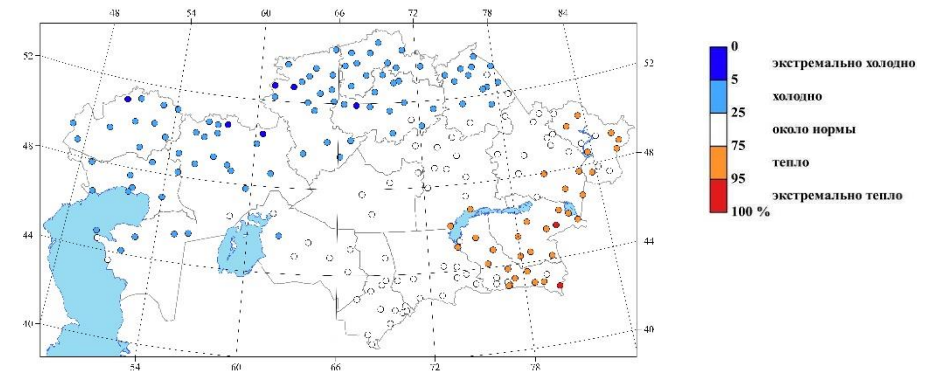 48 54 60 66 72 78 84
52 52
48 48
44 44
40 40
54 60 66 72 78
0
экстремально холодно
5
холодно
25
около нормы
75
тепло
95
экстремально тепло
100 %